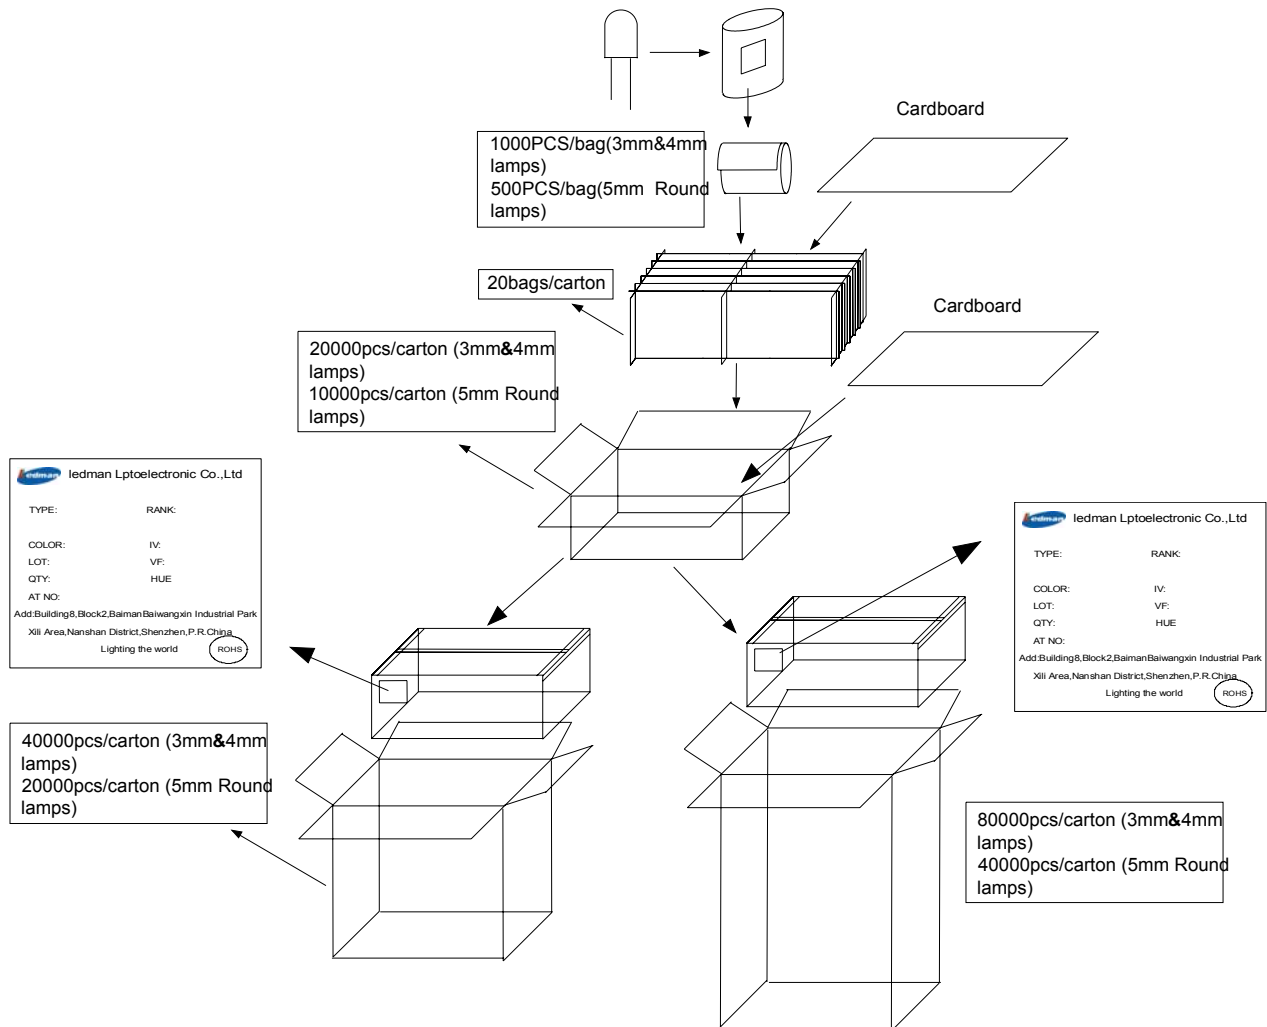 Cardboard
1000PCS/bag(3mm&4mm
lamps)
500PCS/bag(5mm Round
lamps)
20bags/carton
Cardboard
20000pcs/carton (3mm&4mm
lamps)
10000pcs/carton (5mm Round
lamps)
Ledman ledman Lptoelectronic Co.,Ltd
TYPE: RANK:
COLOR: IV:
LOT: VF:
QTY: HUE
AT NO:
Add:Building8,Block2,BaimanBaiwangxin Industrial Park
Xili Area,Nanshan District,Shenzhen,P.R.China
Lighting the world ROHS
Ledman ledman Lptoelectronic Co.,Ltd
TYPE: RANK:
COLOR: IV:
LOT: VF:
QTY: HUE
AT NO:
Add:Building8,Block2,BaimanBaiwangxin Industrial Park
Xili Area,Nanshan District,Shenzhen,P.R.China
Lighting the world ROHS
40000pcs/carton (3mm&4mm
lamps)
20000pcs/carton (5mm Round
lamps)
80000pcs/carton (3mm&4mm
lamps)
40000pcs/carton (5mm Round
lamps)